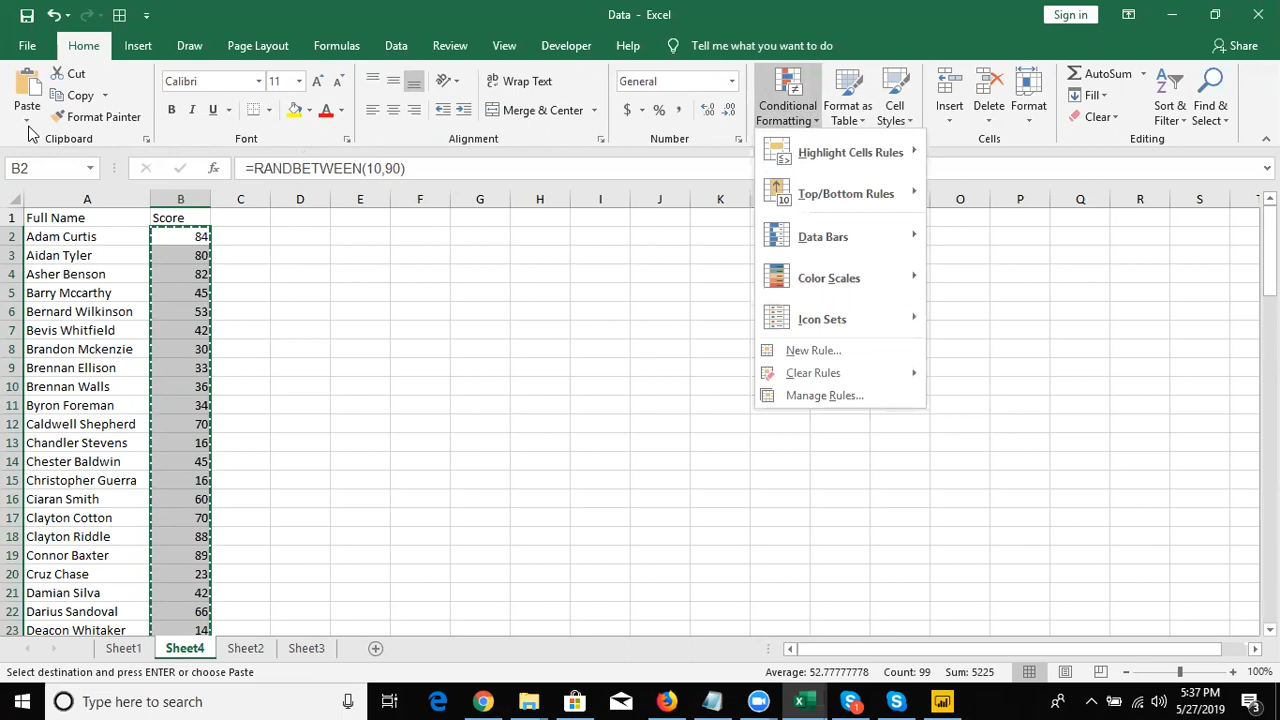 Data - Excel
Sign in
File Home Insert Draw Page Layout Formulas Data Review View Developer Help Tell me what you want to do Share
Paste
Cut
Copy
Format Painter
Clipboard
Calibri 11
B I U
Font
Wrap Text
Merge & Center
Alignment
General
$ % , 
Number
Conditional Formatting
Format as Table
Cell Styles
Insert
Delete
Format
Cells
AutoSum
Fill
Clear
Sort & Select
Find & Select
Editing
B2 fx =RANDBETWEEN(10,90)
Highlight Cells Rules
Top/Bottom Rules
Data Bars
Color Scales
Icon Sets
New Rule...
Clear Rules
Manage Rules...
A B C D E F G H I J K O P Q R S
1 Full Name Score
2 Adam Curtis 84
3 Aidan Tyler 80
4 Asher Benson 82
5 Barry Mccarthy 45
6 Bernard Wilkinson 53
7 Bevis Whitfield 42
8 Brandon Mckenzie 30
9 Brennan Ellison 33
10 Brennan Walls 36
11 Byron Foreman 34
12 Caldwell Shepherd 70
13 Chandler Stevens 16
14 Chester Baldwin 45
15 Christopher Guerra 16
16 Ciaran Smith 60
17 Clayton Cotton 70
18 Clayton Riddle 88
19 Connor Baxter 89
20 Cruz Chase 23
21 Damian Silva 42
22 Darius Sandoval 66
23 Deacon Whitaker 14
Sheet1 Sheet4 Sheet2 Sheet3
Select destination and press ENTER or choose Paste Average: 52.77777778 Count: 99 Sum: 5225 100%
Type here to search
5:37 PM
5/27/2019